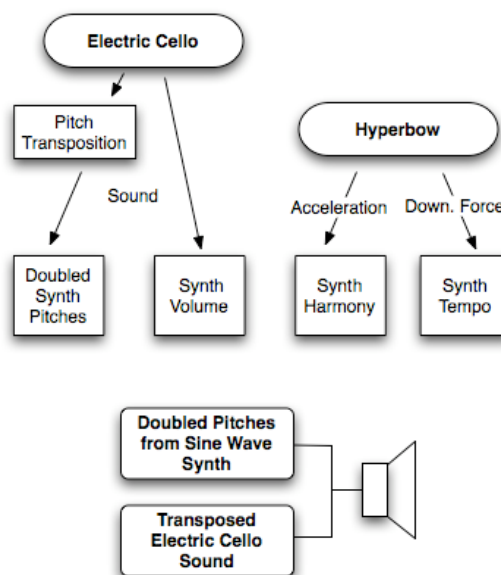 Electric Cello
Pitch
Transposition
Hyperbow
Sound
Acceleration
Down. Force
Doubled
Synth
Pitches
Synth
Volume
Synth
Harmony
Synth
Tempo
Doubled Pitches
from Sine Wave
Synth
Transposed
Electric Cello
Sound